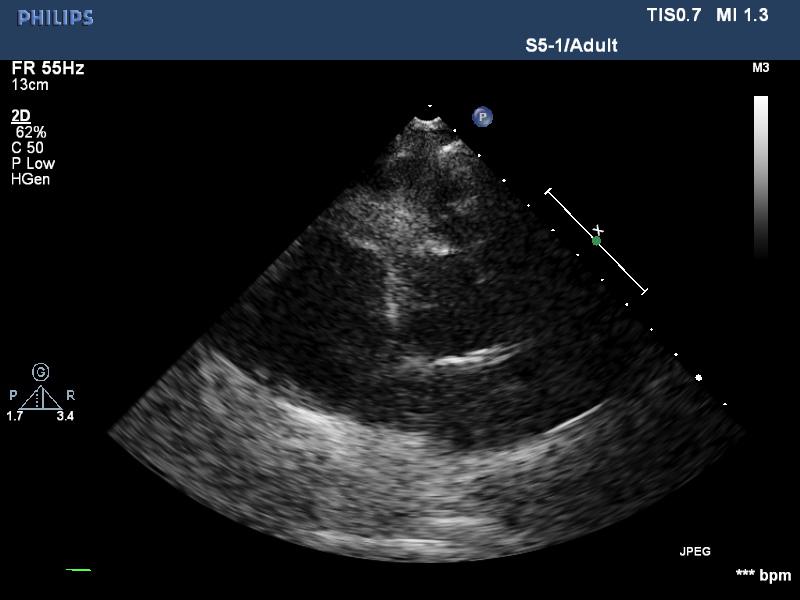 PHILIPS
TIS0.7 MI 1.3
S5-1/Adult
FR 55Hz
13cm
M3
2D
62%
C 50
P Low
HGen
P
G
P R
1.7 3.4
JPEG
*** bpm